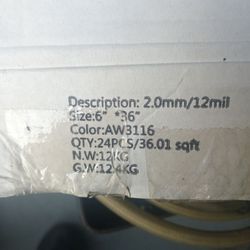 Description: 2.0mm/12mil
Size:6" *36"
Color:AW3116
QTY:24PCS/36.01 sqft
N.W:12KG
G.W:12.4KG